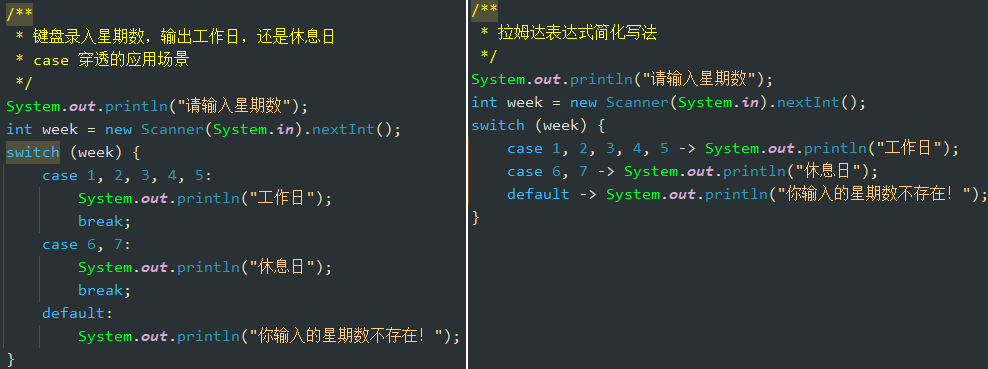 /**
 * 键盘录入星期数，输出工作日，还是休息日
 * case 穿透的应用场景
 */
System.out.println("请输入星期数");
int week = new Scanner(System.in).nextInt();
switch (week) {
    case 1, 2, 3, 4, 5:
        System.out.println("工作日");
        break;
    case 6, 7:
        System.out.println("休息日");
        break;
    default:
        System.out.println("你输入的星期数不存在！");
}
/**
 * 拉姆达表达式简化写法
 */
System.out.println("请输入星期数");
int week = new Scanner(System.in).nextInt();
switch (week) {
    case 1, 2, 3, 4, 5 -> System.out.println("工作日");
    case 6, 7 -> System.out.println("休息日");
    default -> System.out.println("你输入的星期数不存在！");
}